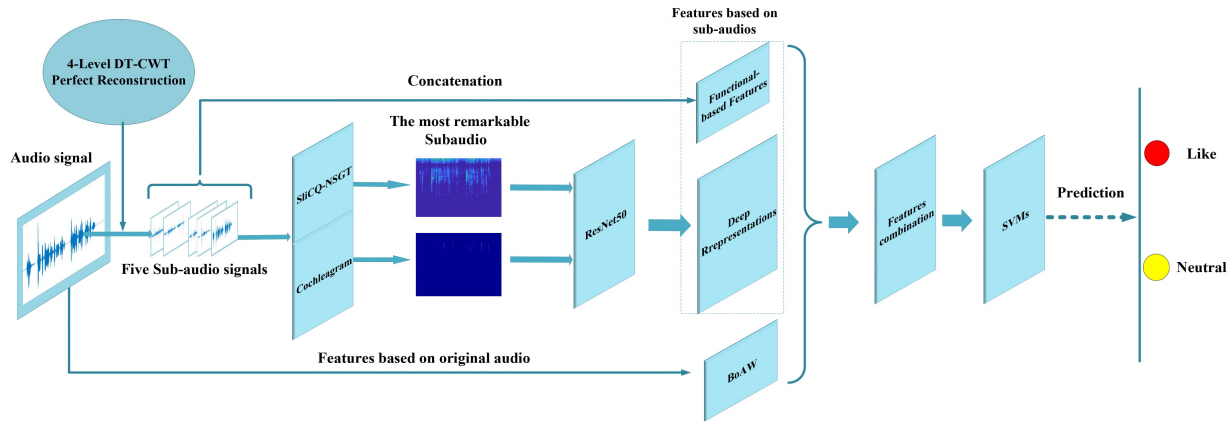 4-Level DT-CWT
Perfect Reconstruction
Audio signal
Five Sub-audio signals
Concatenation
SliCQ-NSGT
Cochleagram
The most remarkable
Subaudio
ResNet50
Features based on
sub-audios
Functional-
based Features
Deep
Rrepresentations
Features based on original audio
BoAW
Features
combination
SVMs
Prediction
Like
Neutral